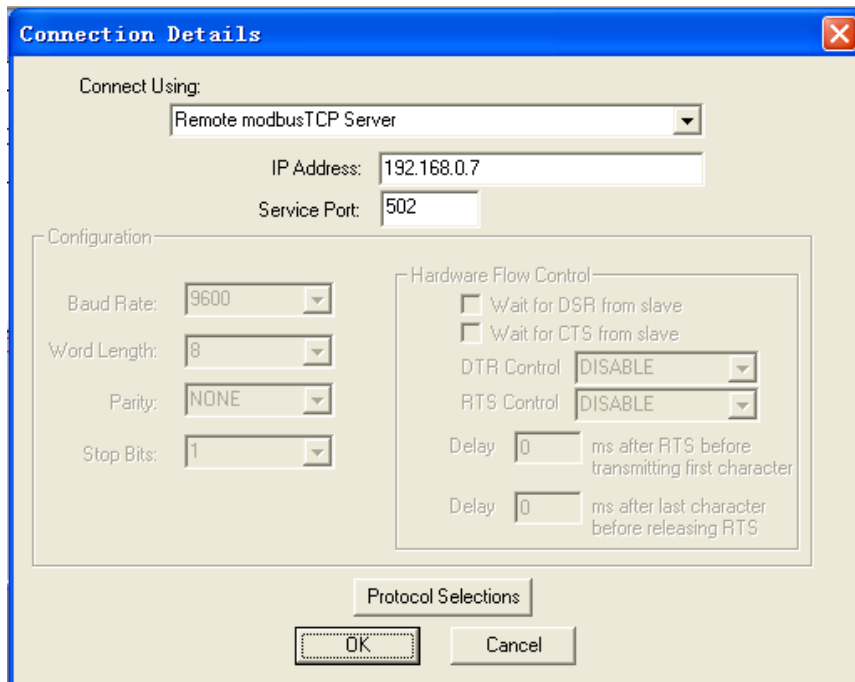 Connection Details
Connect Using:
Remote modbusTCP Server
IP Address: 192.168.0.7
Service Port: 502
Configuration
Baud Rate: 9600
Word Length: 8
Parity: NONE
Stop Bits: 1
Hardware Flow Control
Wait for DSR from slave
Wait for CTS from slave
DTR Control DISABLE
RTS Control DISABLE
Delay 0 ms after RTS before
transmitting first character
Delay 0 ms after last character
before releasing RTS
Protocol Selections
OK Cancel